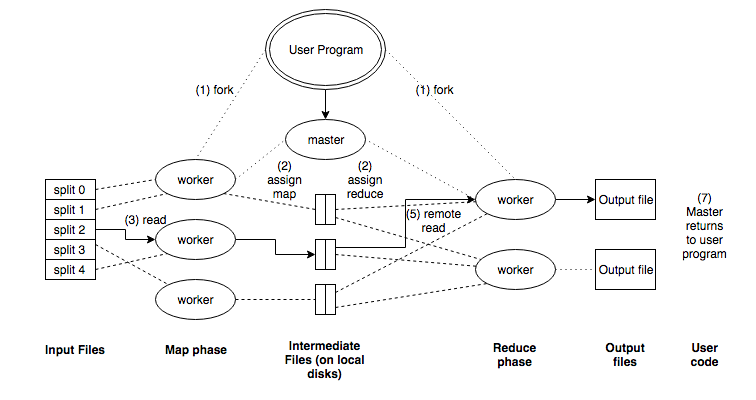 User Program
(1) fork
(1) fork
master
(2)
assign
map
(2)
assign
reduce
worker
worker
split 0
split 1
split 2
split 3
split 4
(3) read
worker
(5) remote
read
worker
worker
Output file
Output file
(7)
Master
returns
to user
program
Input Files
Map phase
Intermediate
Files (on local
disks)
Reduce
phase
Output
files
User
code